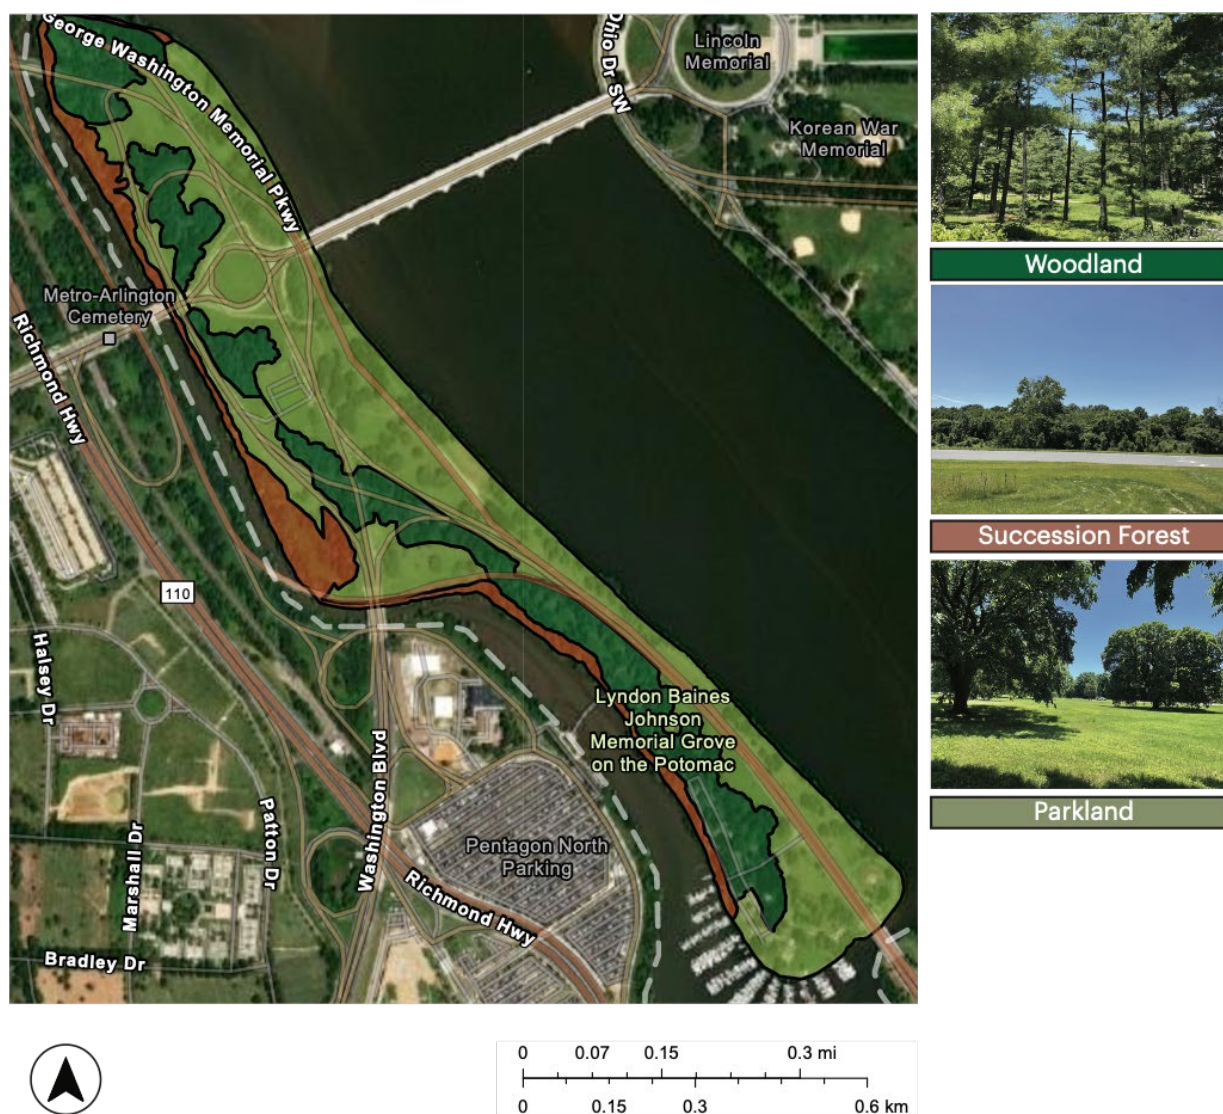 George Washington Memorial Pkwy
Ohio Dr SW
Lincoln
Memorial
Korean War
Memorial
Metro-Arlington
Cemetery
Richmond Hwy
110
Halsey Dr
Lyndon Baines
Johnson
Memorial Grove
on the Potomac
Washington Blvd
Patton Dr
Marshall Dr
Pentagon North
Parking
Richmond Hwy
Bradley Dr
Woodland
Succession Forest
Parkland
0 0.07 0.15 0.3 mi
0 0.15 0.3 0.6 km